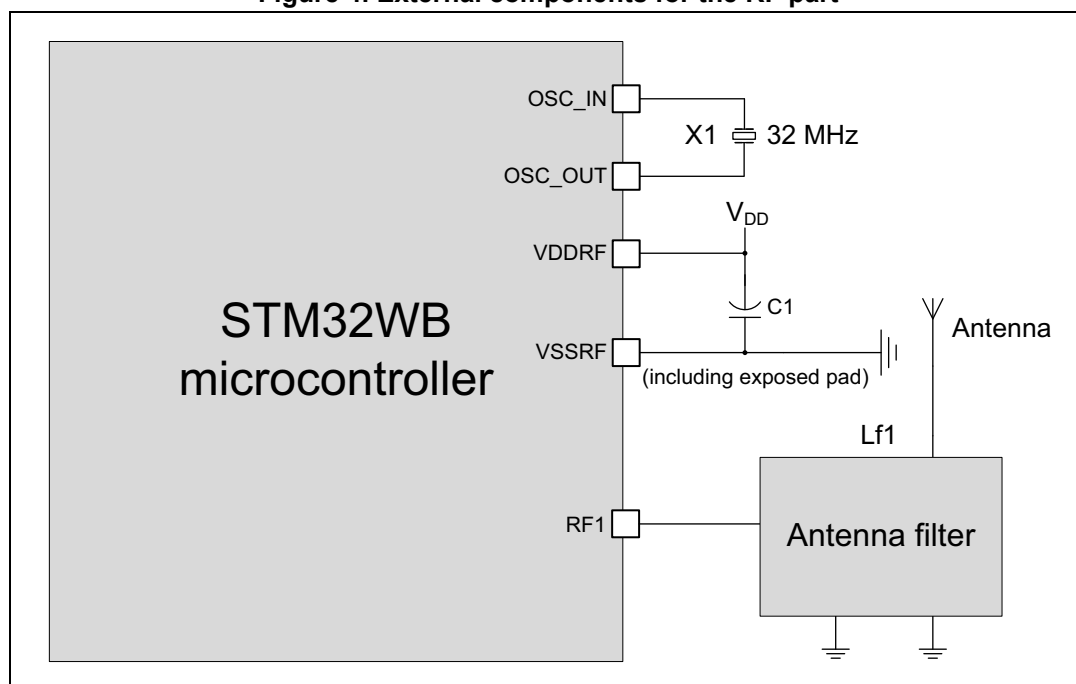 Figure 4. External components for the RF part
OSC_IN
X1 32 MHz
OSC_OUT
VDD
VDDRF
C1
STM32WB
microcontroller
Antenna
VSSRF
(including exposed pad)
Lf1
RF1
Antenna filter